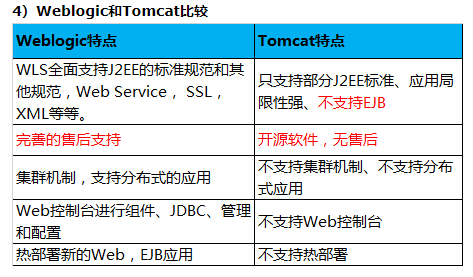 4）Weblogic和Tomcat比较
Weblogic特点
Tomcat特点
WLS全面支持J2EE的标准规范和其
他规范，Web Service， SSL，
XML等等。
只支持部分J2EE标准、应用局
限性强、不支持EJB
完善的售后支持
开源软件，无售后
集群机制，支持分布式的应用
不支持集群机制、不支持分布
式应用
Web控制台进行组件、JDBC、管理
和配置
不支持Web控制台
热部署新的Web，EJB应用
不支持热部署